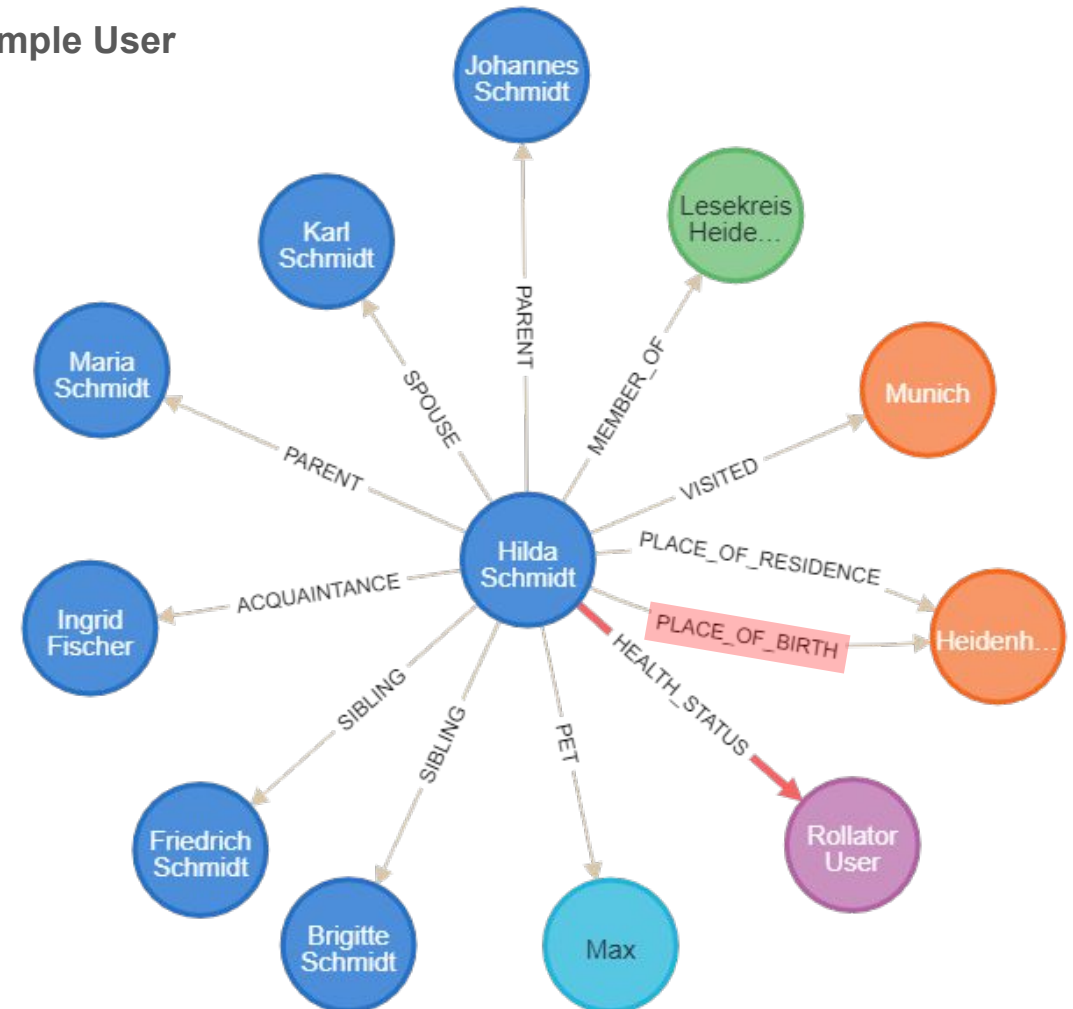 mple User
Johannes
Schmidt
Lesekreis
Heide...
Karl
Schmidt
Maria
Schmidt
Munich
PARENT
MEMBER_OF
SPOUSE
PARENT
VISITED
Hilda
Schmidt
PLACE_OF_RESIDENCE
ACQUAINTANCE
Ingrid
Fischer
PLACE_OF_BIRTH
Heidenh...
HEALTH_STATUS
SIBLING
SIBLING
PET
Friedrich
Schmidt
Rollator
User
Brigitte
Schmidt
Max